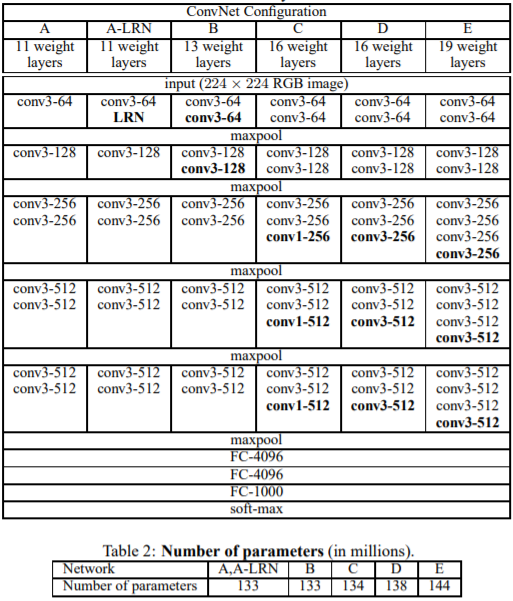 ConvNet Configuration
A A-LRN B C D E
11 weight 11 weight 13 weight 16 weight 16 weight 19 weight
layers layers layers layers layers layers
input (224 × 224 RGB image)
conv3-64 conv3-64 conv3-64 conv3-64 conv3-64 conv3-64
LRN conv3-64 conv3-64 conv3-64 conv3-64
maxpool
conv3-128 conv3-128 conv3-128 conv3-128 conv3-128 conv3-128
conv3-128 conv3-128 conv3-128 conv3-128
maxpool
conv3-256 conv3-256 conv3-256 conv3-256 conv3-256 conv3-256
conv3-256 conv3-256 conv3-256 conv3-256 conv3-256 conv3-256
conv1-256 conv3-256 conv3-256
conv3-256
maxpool
conv3-512 conv3-512 conv3-512 conv3-512 conv3-512 conv3-512
conv3-512 conv3-512 conv3-512 conv3-512 conv3-512 conv3-512
conv1-512 conv3-512 conv3-512
conv3-512
maxpool
conv3-512 conv3-512 conv3-512 conv3-512 conv3-512 conv3-512
conv3-512 conv3-512 conv3-512 conv3-512 conv3-512 conv3-512
conv1-512 conv3-512 conv3-512
conv3-512
maxpool
FC-4096
FC-4096
FC-1000
soft-max
Table 2: Number of parameters (in millions).
Network A,A-LRN B C D E
Number of parameters 133 133 134 138 144